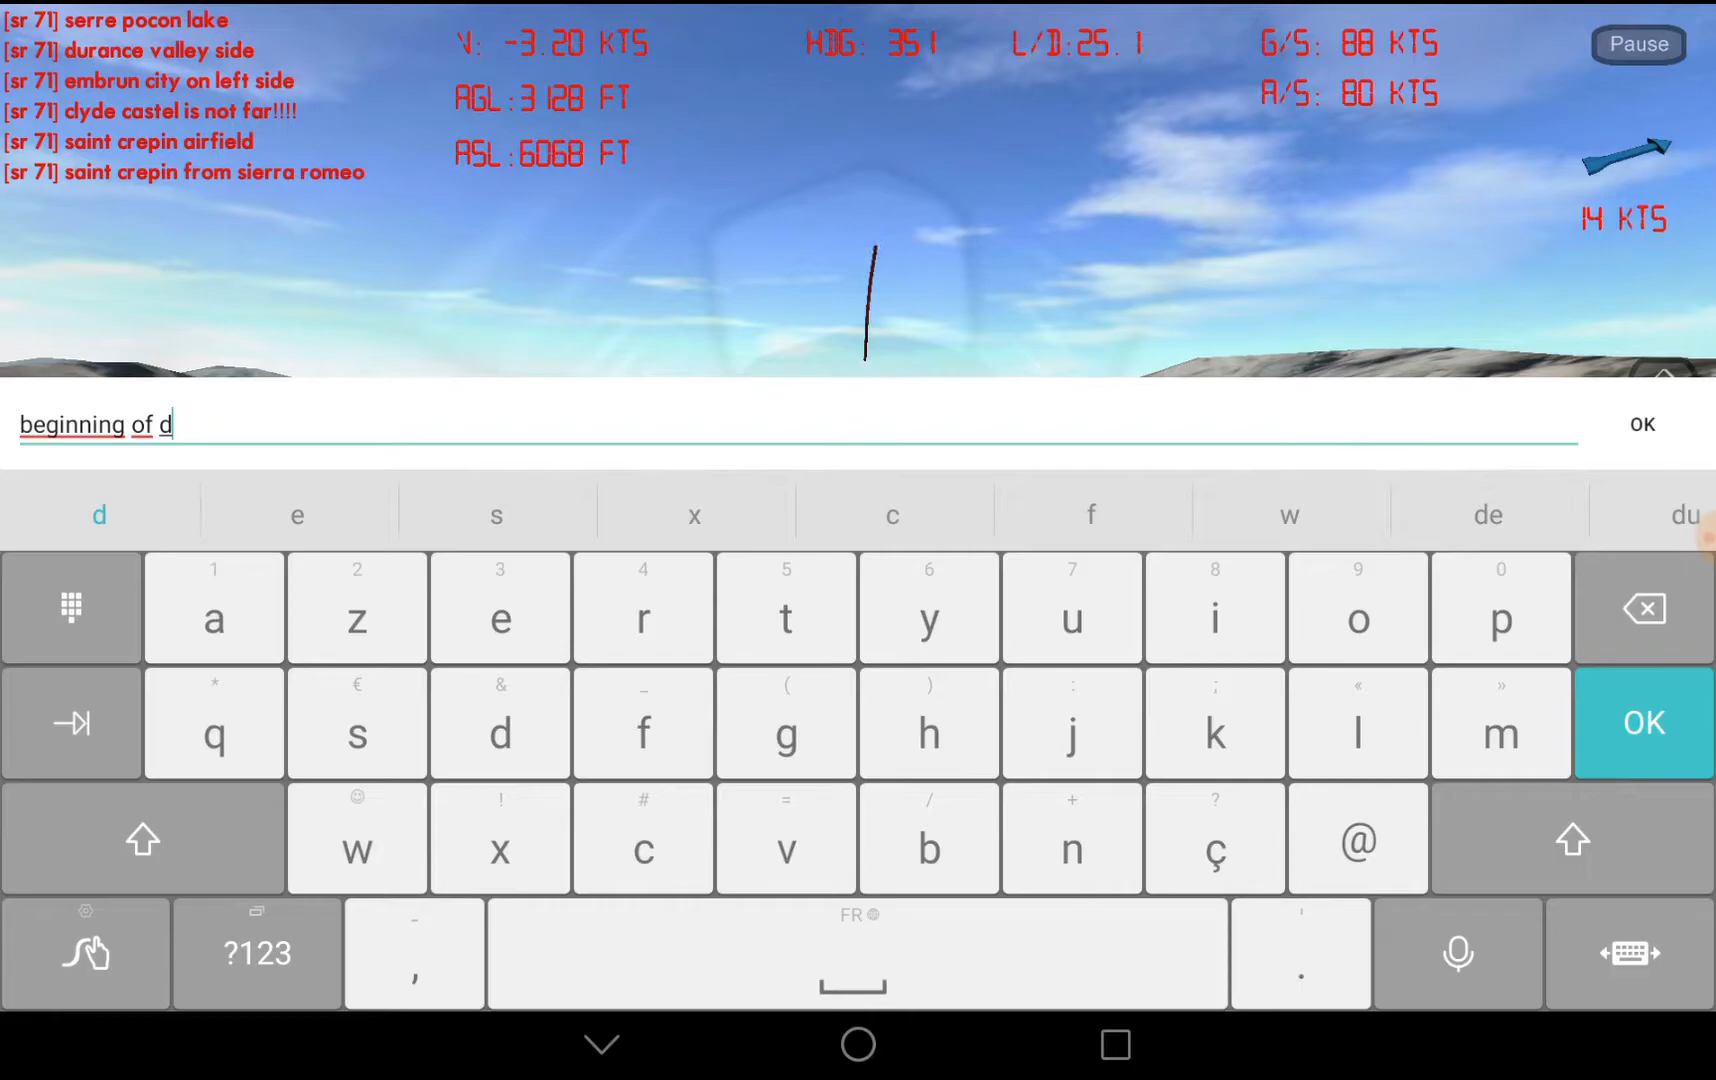 [sr 71] serre pocon lake
[sr 71] durance valley side
[sr 71] embrun city on left side
[sr 71] clyde castel is not far!!!!
[sr 71] saint crepin airfield
[sr 71] saint crepin from sierra romeo
V: -3.20 KTS
AGL:3128 FT
ASL:6068 FT
HDG: 351
L/D:25.1
G/S: 88 KTS
A/S: 80 KTS
Pause
14 KTS
beginning of d
OK
d e s x c f w de du
1 2 3 4 5 6 7 8 9 0
a z e r t y u i o p
* € & _ ( ) : ; « »
q s d f g h j k l m OK
! # = / + ?
w x c v b n ç @
?123 - , FR ' .